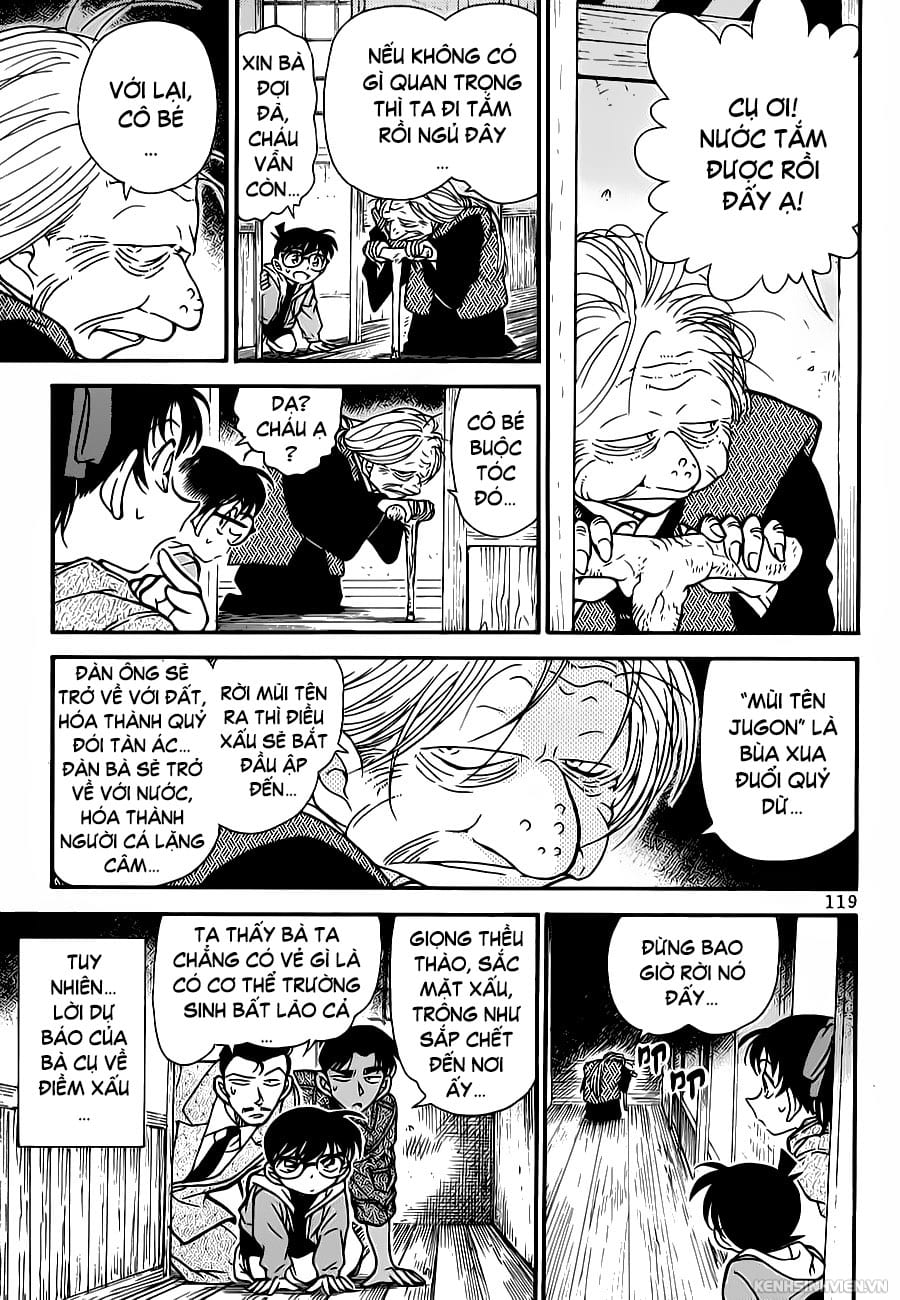 CỤ ƠI!
NƯỚC TẮM
ĐƯỢC RỒI
ĐẤY Ạ!
NẾU KHÔNG CÓ
GÌ QUAN TRỌNG
THÌ TA ĐI TẮM
RỒI NGỦ ĐÂY
...
XIN BÀ
ĐỢI
ĐÃ,
CHÁU
VẪN
CÒN...
VỚI LẠI,
CÔ BÉ
...
CÔ BÉ
BUỘC
TÓC
ĐÓ...
DẠ?
CHÁU Ạ
?
“MŨI TÊN
JUGON” LÀ
BÙA XUA
ĐUỔI QUỶ
DỮ...
RỜI MŨI TÊN
RA THÌ ĐIỀU
XẤU SẼ BẮT
ĐẦU ẬP
ĐẾN...
ĐÀN ÔNG SẼ
TRỞ VỀ VỚI ĐẤT,
HÓA THÀNH QUỶ
ĐÓI TÀN ÁC...
ĐÀN BÀ SẼ TRỞ
VỀ VỚI NƯỚC,
HÓA THÀNH
NGƯỜI CÁ LẶNG
CÂM...
119
ĐỪNG BAO
GIỜ RỜI NÓ
ĐẤY...
叩
叩
GIỌNG THỀU
THÀO, SẮC
MẶT XẤU,
TRÔNG NHƯ
SẮP CHẾT
ĐẾN NƠI
ẤY...
TA THẤY BÀ TA
CHẲNG CÓ VẺ GÌ LÀ
CÓ CƠ THỂ TRƯỜNG
SINH BẤT LÃO CẢ
...
TUY
NHIÊN...
LỜI DỰ
BÁO CỦA
BÀ CỤ VỀ
ĐIỀM XẤU
...
KENHSINHVIEN.VN